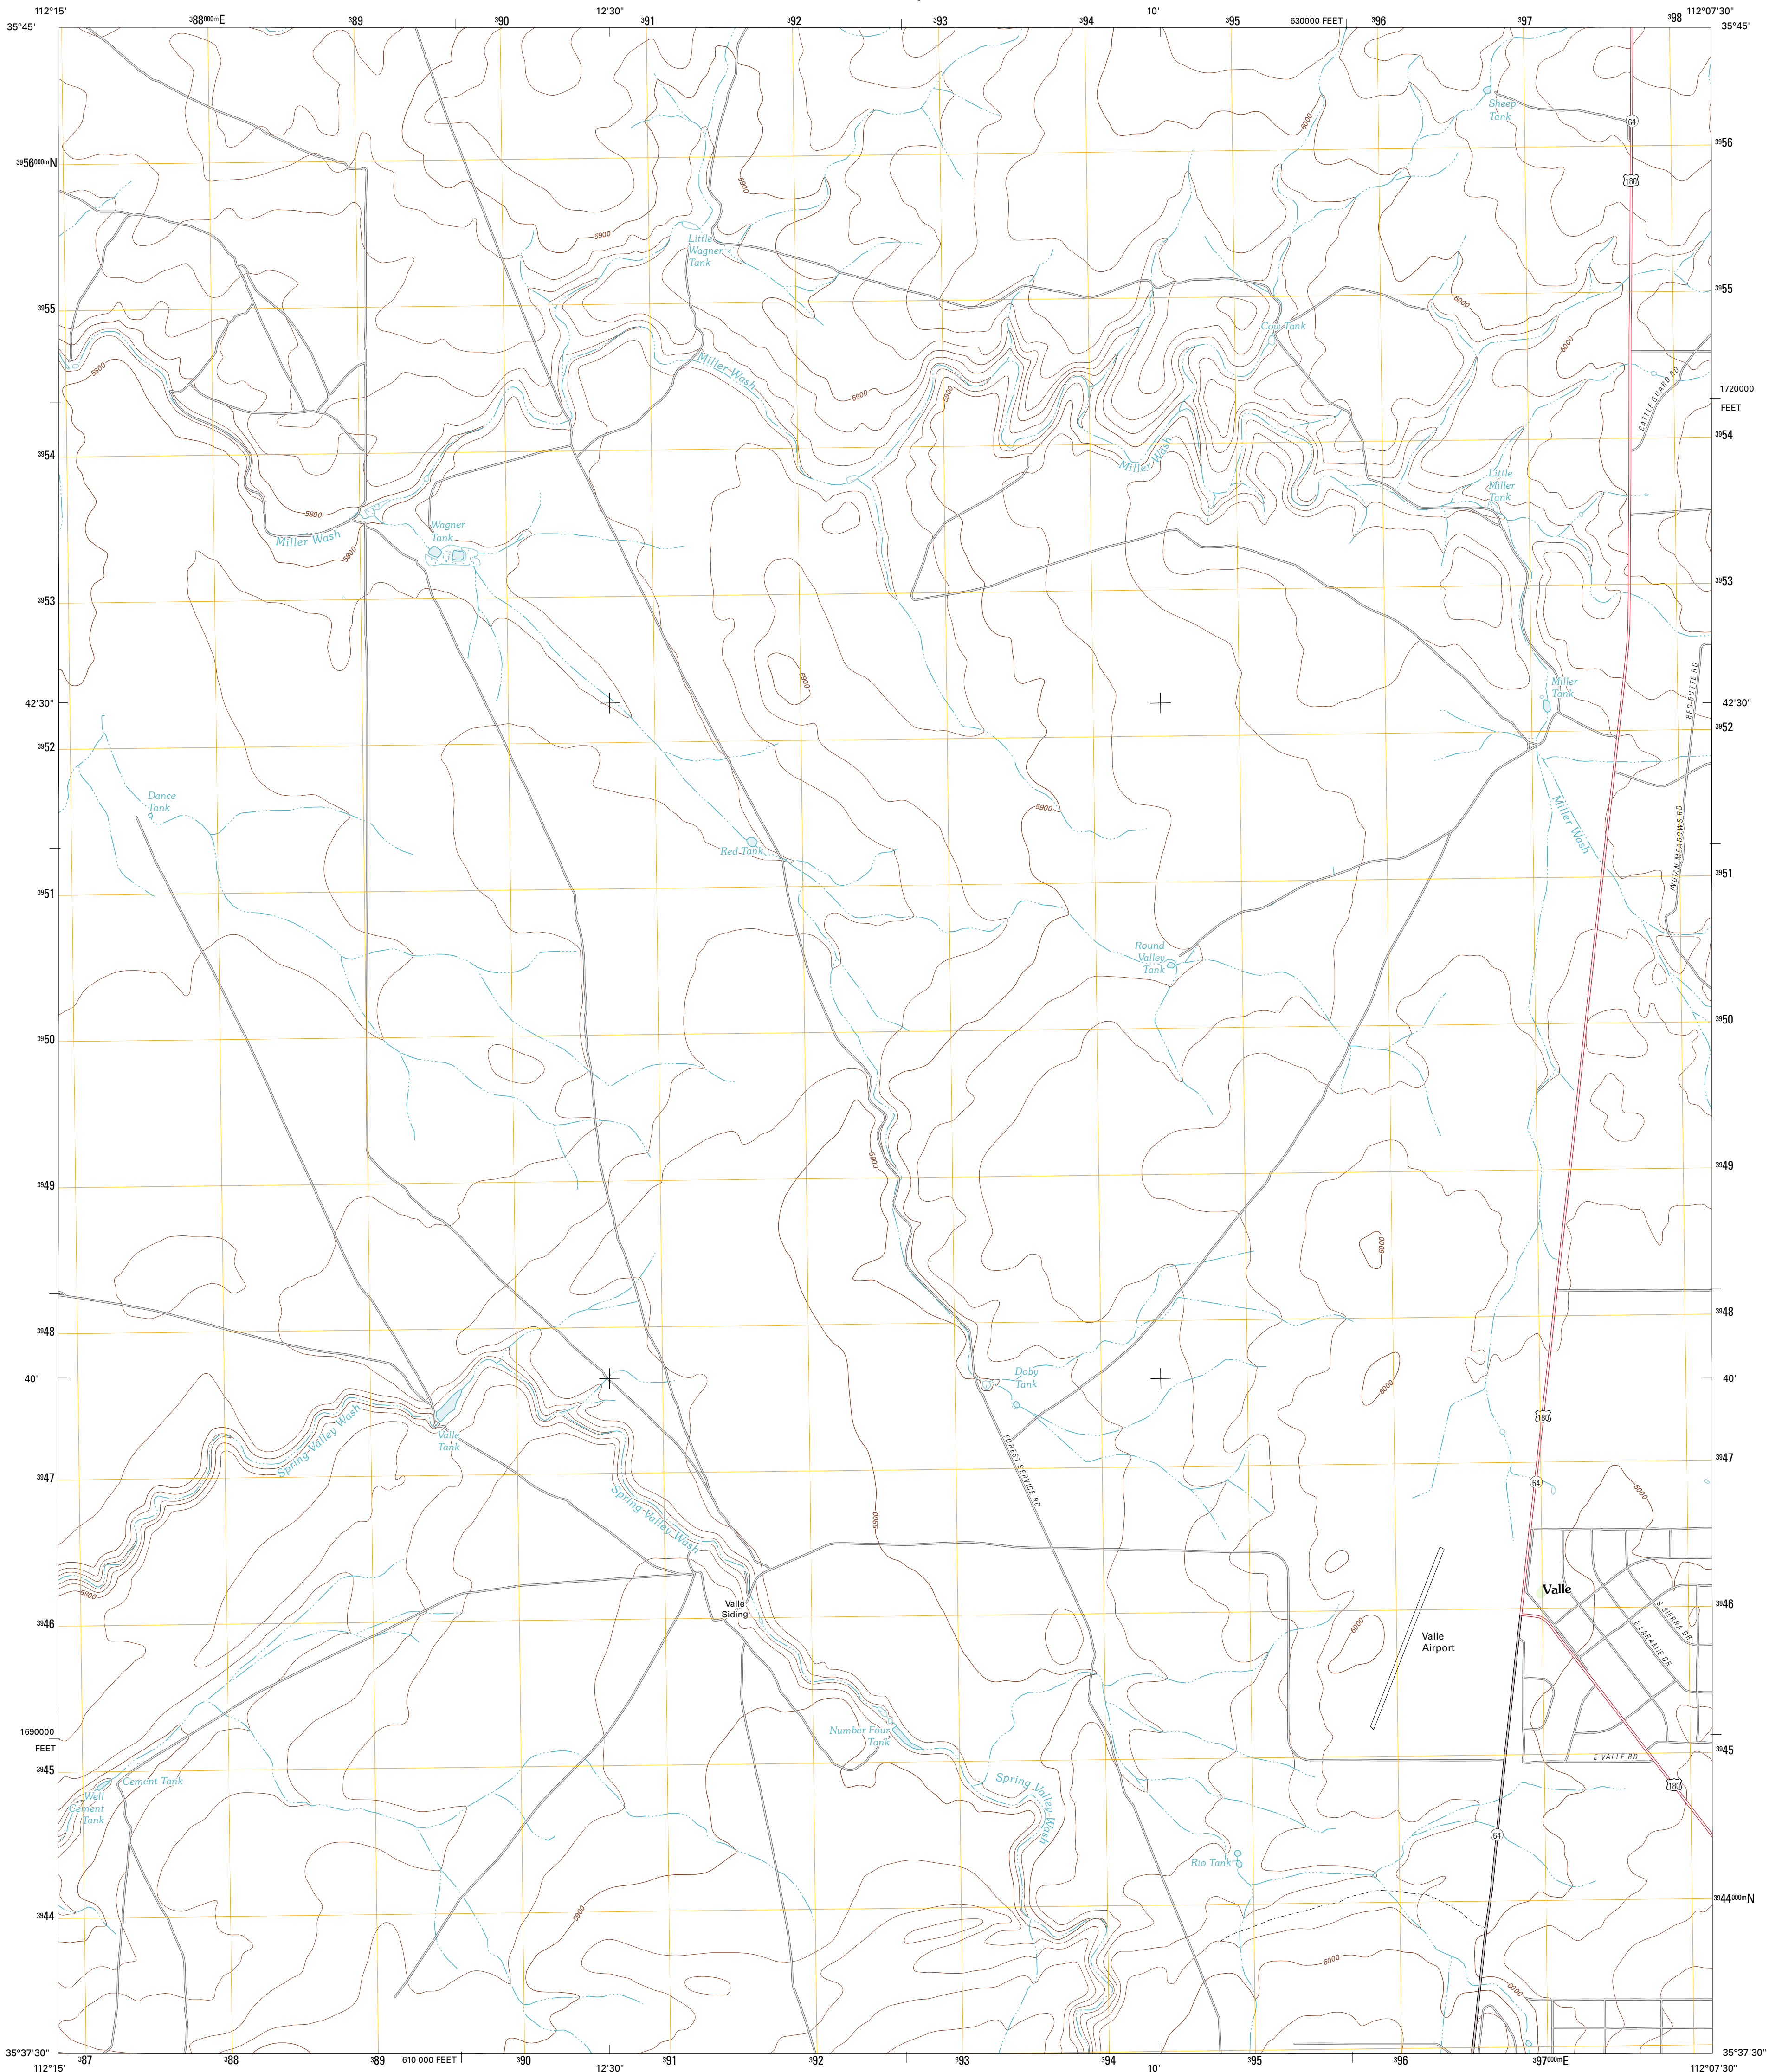 112°15'
388000mE
389
390
12'30"
391
392
393
394
10'
395
630000 FEET
396
397
398
112°07'30"
35°45'
35°45'
Sheep
Tank
64
6000
3956000mN
3956
180
5900
5900
Little
Wagner
Tank
3955
3955
6000
Cow Tank
6000
5800
Miller Wash
5900
5900
CATTLE GUARD RD
1720000
FEET
3954
3954
Miller Wash
Little
Miller
Tank
5800
Wagner
Tank
Miller Wash
5800
3953
3953
5900
RED BUTTE RD
Miller
Tank
42'30"
42'30"
3952
3952
Dance
Tank
5900
Miller Wash
INDIAN MEADOWS RD
Red Tank
3951
3951
Round
Valley
Tank
3950
3950
5900
3949
3949
6000
3948
3948
40'
Doby
Tank
6000
40'
180
Spring Valley Wash
Valle
Tank
FOREST SERVICE RD
3947
3947
64
6000
Spring Valley Wash
5900
5800
Valle
Valle
Siding
3946
3946
S SIERRA DR
E LARAMIE DR
6000
Valle
Airport
1690000
FEET
Number Four
Tank
3945
3945
E VALLE RD
Cement Tank
Well
Cement
Tank
Spring Valley Wash
180
64
Rio Tank
3944
5900
3944000mN
6000
6000
35°37'30"
35°37'30"
112°15'
387
388
389
610 000 FEET
390
12'30"
391
392
393
394
10'
395
396
397000mE
112°07'30"